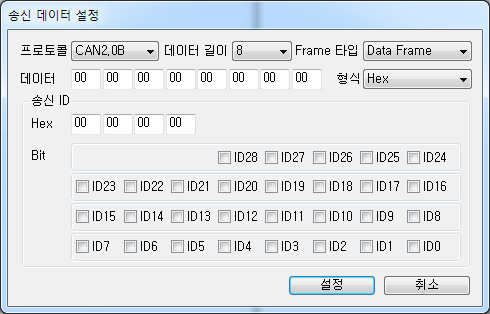 송신 데이터 설정
프로토콜 CAN2,0B 데이터 길이 8 Frame 타입 Data Frame
데이터 00 00 00 00 00 00 00 00 형식 Hex
송신 ID
Hex 00 00 00 00
Bit ID28 ID27 ID26 ID25 ID24
ID23 ID22 ID21 ID20 ID19 ID18 ID17 ID16
ID15 ID14 ID13 ID12 ID11 ID10 ID9 ID8
ID7 ID6 ID5 ID4 ID3 ID2 ID1 ID0
설정 취소